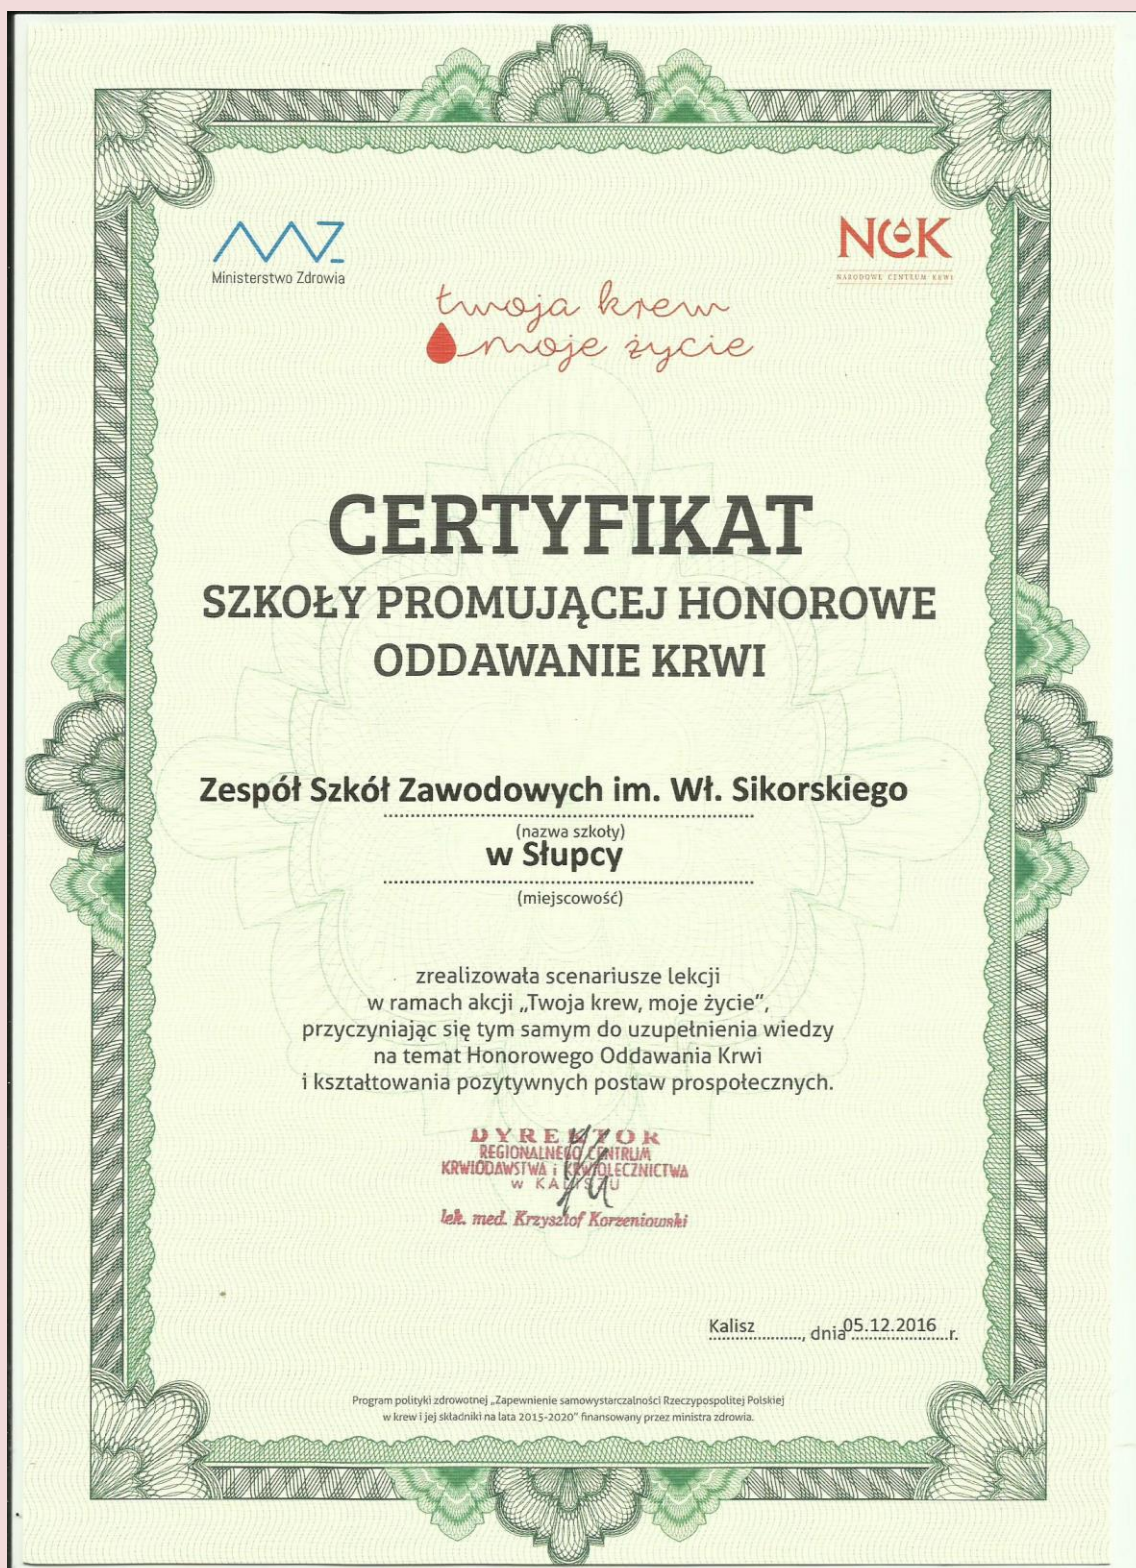 MZ
Ministerstwo Zdrowia
NCK
NARODOWE CENTRUM KRWI
twoja krew
moje życie
CERTYFIKAT
SZKOŁY PROMUJĄCEJ HONOROWE
ODDAWANIE KRWI
Zespół Szkół Zawodowych im. Wł. Sikorskiego
(nazwa szkoły)
w Słupcy
(miejscowość)
zrealizowała scenariusze lekcji
w ramach akcji „Twoja krew, moje życie”,
przyczyniając się tym samym do uzupełnienia wiedzy
na temat Honorowego Oddawania Krwi
i kształtowania pozytywnych postaw prospołecznych.
DYREKTOR
REGIONALNEGO CENTRUM
KRWIODAWSTWA i KRWIOLECZNICTWA
w KALISZU
lek. med. Krzysztof Korzeniowski
Kalisz.........., dnia 05.12.2016 r.
Program polityki zdrowotnej „Zapewnienie samowystarczalności Rzeczypospolitej Polskiej
w krew i jej składniki na lata 2015-2020” finansowany przez ministra zdrowia.